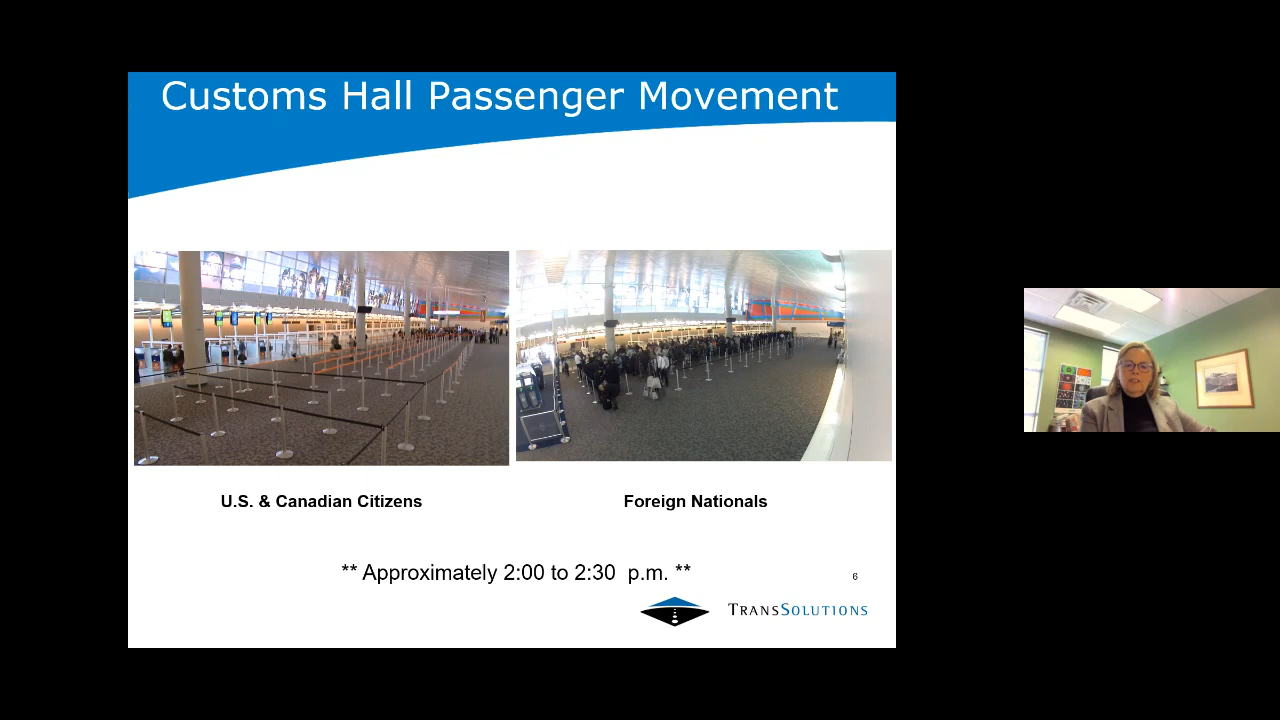 Customs Hall Passenger Movement
U.S. & Canadian Citizens
Foreign Nationals
** Approximately 2:00 to 2:30 p.m. **
6
TRANSSOLUTIONS